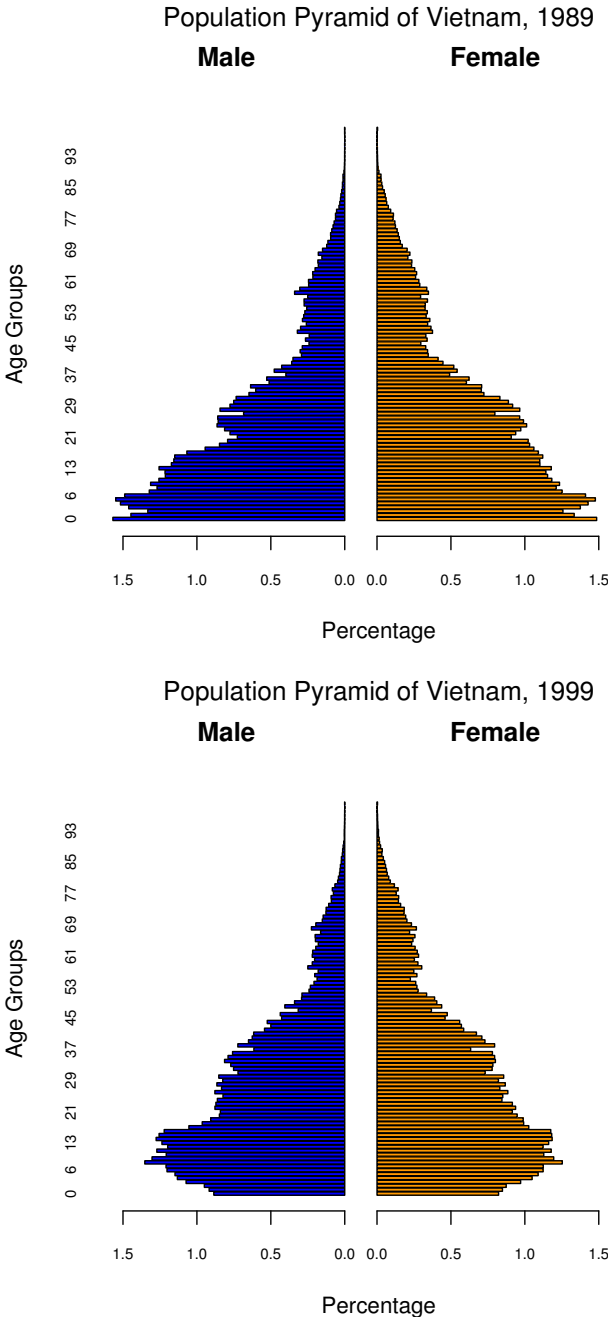 Population Pyramid of Vietnam, 1989
Male Female
Age Groups
93
85
77
69
61
53
45
37
29
21
13
6
0
1.5 1.0 0.5 0.0 0.0 0.5 1.0 1.5
Percentage
Population Pyramid of Vietnam, 1999
Male Female
Age Groups
93
85
77
69
61
53
45
37
29
21
13
6
0
1.5 1.0 0.5 0.0 0.0 0.5 1.0 1.5
Percentage